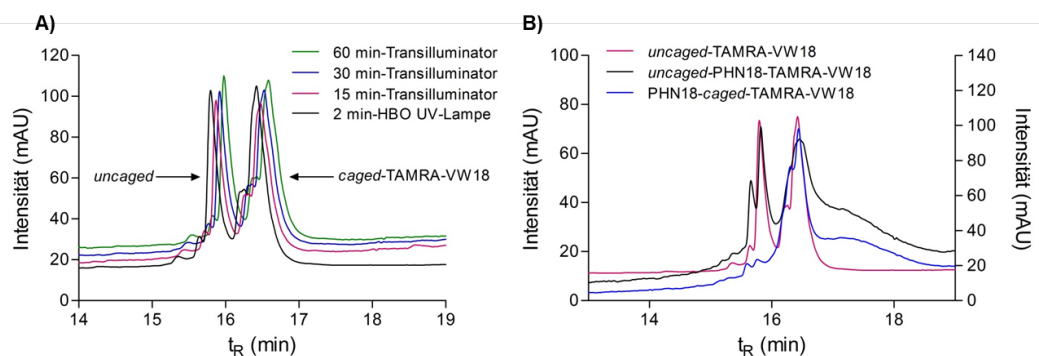 A)
120
100
80
60
40
20
0
Intensität (mAU)
60 min-Transilluminator
30 min-Transilluminator
15 min-Transilluminator
2 min-HBO UV-Lampe
uncaged
caged-TAMRA-VW18
14 15 16 17 18 19
tR (min)
B)
100
80
60
40
20
0
Intensität (mAU)
uncaged-TAMRA-VW18
uncaged-PHN18-TAMRA-VW18
PHN18-caged-TAMRA-VW18
140
120
100
80
60
40
20
0
Intensität (mAU)
14 16 18
tR (min)